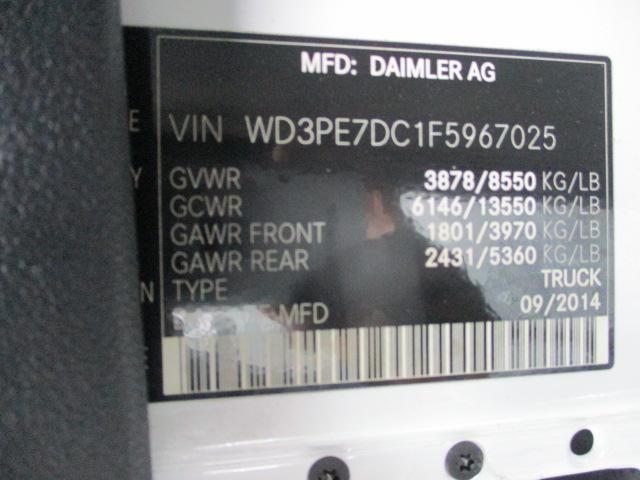 MFD: DAIMLER AG
VIN WD3PE7DC1F5967025
GVWR 3878/8550 KG/LB
GCWR 6146/13550 KG/LB
GAWR FRONT 1801/3970 KG/LB
GAWR REAR 2431/5360 KG/LB
TYPE TRUCK
MFD 09/2014